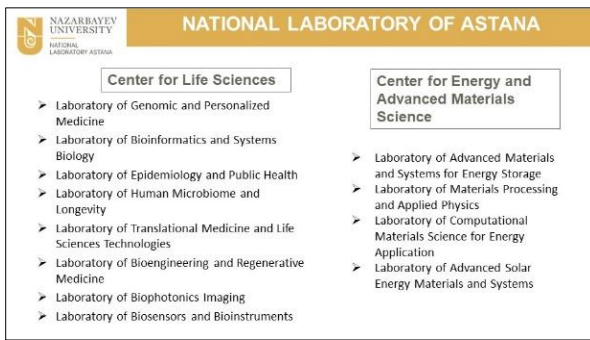 NAZARBAYEV
UNIVERSITY
NATIONAL
LABORATORY ASTANA
NATIONAL LABORATORY OF ASTANA
Center for Life Sciences
➢ Laboratory of Genomic and Personalized
Medicine
➢ Laboratory of Bioinformatics and Systems
Biology
➢ Laboratory of Epidemiology and Public Health
➢ Laboratory of Human Microbiome and
Longevity
➢ Laboratory of Translational Medicine and Life
Sciences Technologies
➢ Laboratory of Bioengineering and Regenerative
Medicine
➢ Laboratory of Biophotonics Imaging
➢ Laboratory of Biosensors and Bioinstruments
Center for Energy and
Advanced Materials
Science
➢ Laboratory of Advanced Materials
and Systems for Energy Storage
➢ Laboratory of Materials Processing
and Applied Physics
➢ Laboratory of Computational
Materials Science for Energy
Application
➢ Laboratory of Advanced Solar
Energy Materials and Systems